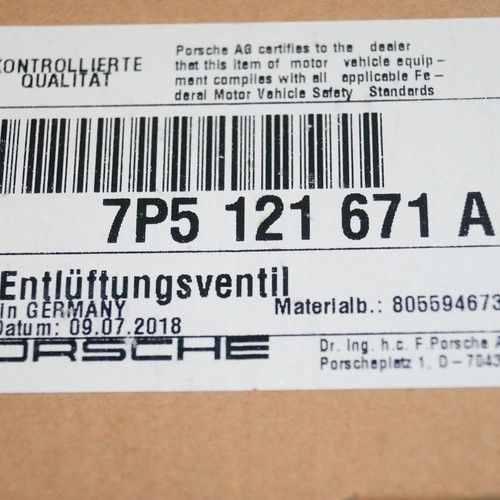 KONTROLLIERTE
QUALITÄT
Porsche AG certifies to the dealer
that this item of motor vehicle equip-
ment complies with all applicable Fe-
deral Motor Vehicle Safety Standards
7P5 121 671 A
Entlüftungsventil
in GERMANY
Materialb.: 805594673
Datum: 09.07.2018
PORSCHE
Dr. Ing. h.c. F.Porsche A
Porscheplatz 1, D-7043